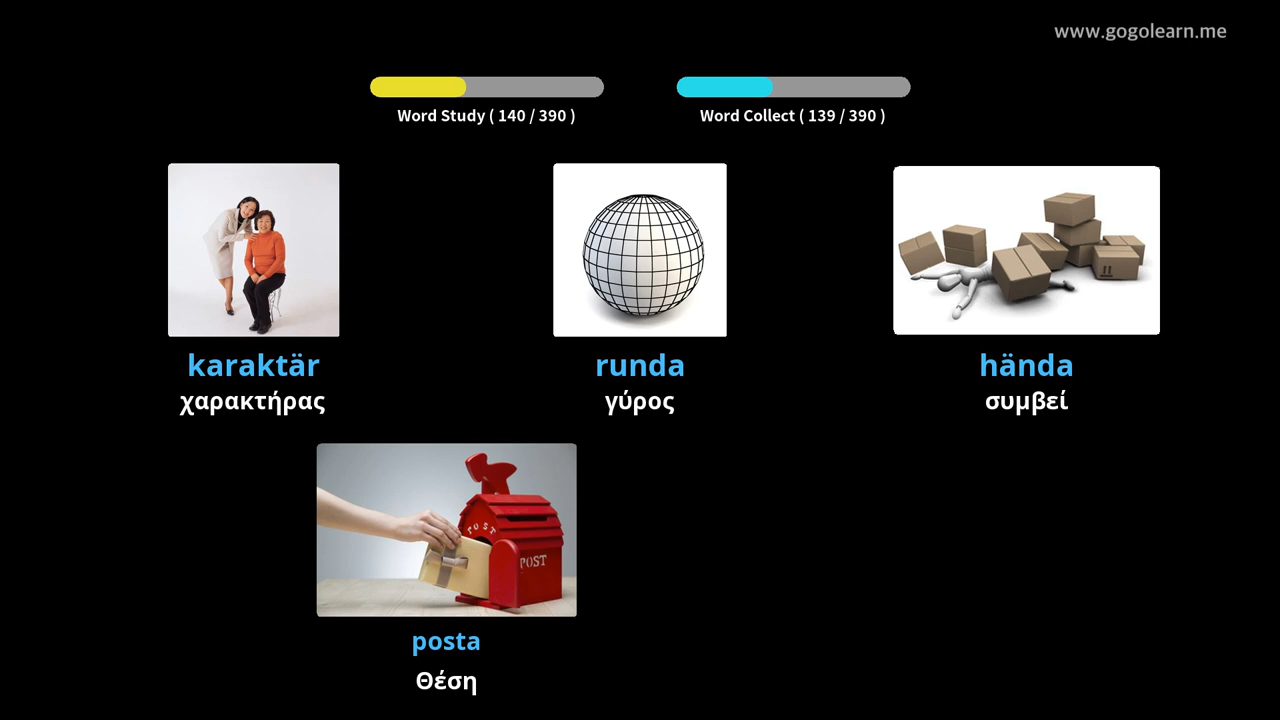 www.gogolearn.me
Word Study ( 140 / 390 )
Word Collect ( 139 / 390 )
karaktär
χαρακτήρας
runda
γύρος
hända
συμβεί
POST
POST
posta
Θέση